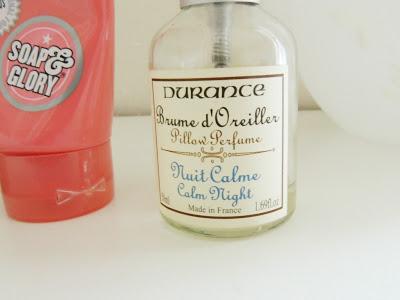 SOAP&
GLORY
DURANCE
Brume d'Oreiller
Pillow Perfume
Nuit Calme
Calm Night
Made in France
1.69fl.oz